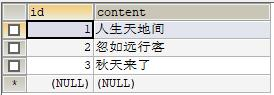 id content
1 人生天地间
2 忽如远行客
3 秋天来了
* (NULL) (NULL)